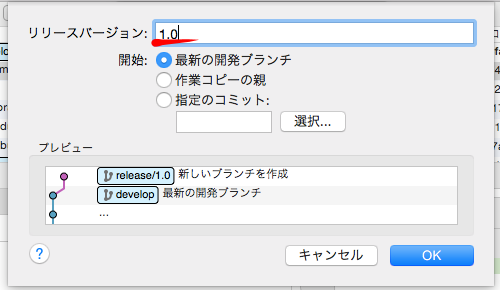 リリースバージョン: 1.0
開始: 最新の開発ブランチ
作業コピーの親
指定のコミット:
選択...
プレビュー
release/1.0 新しいブランチを作成
develop 最新の開発ブランチ
...
? キャンセル OK